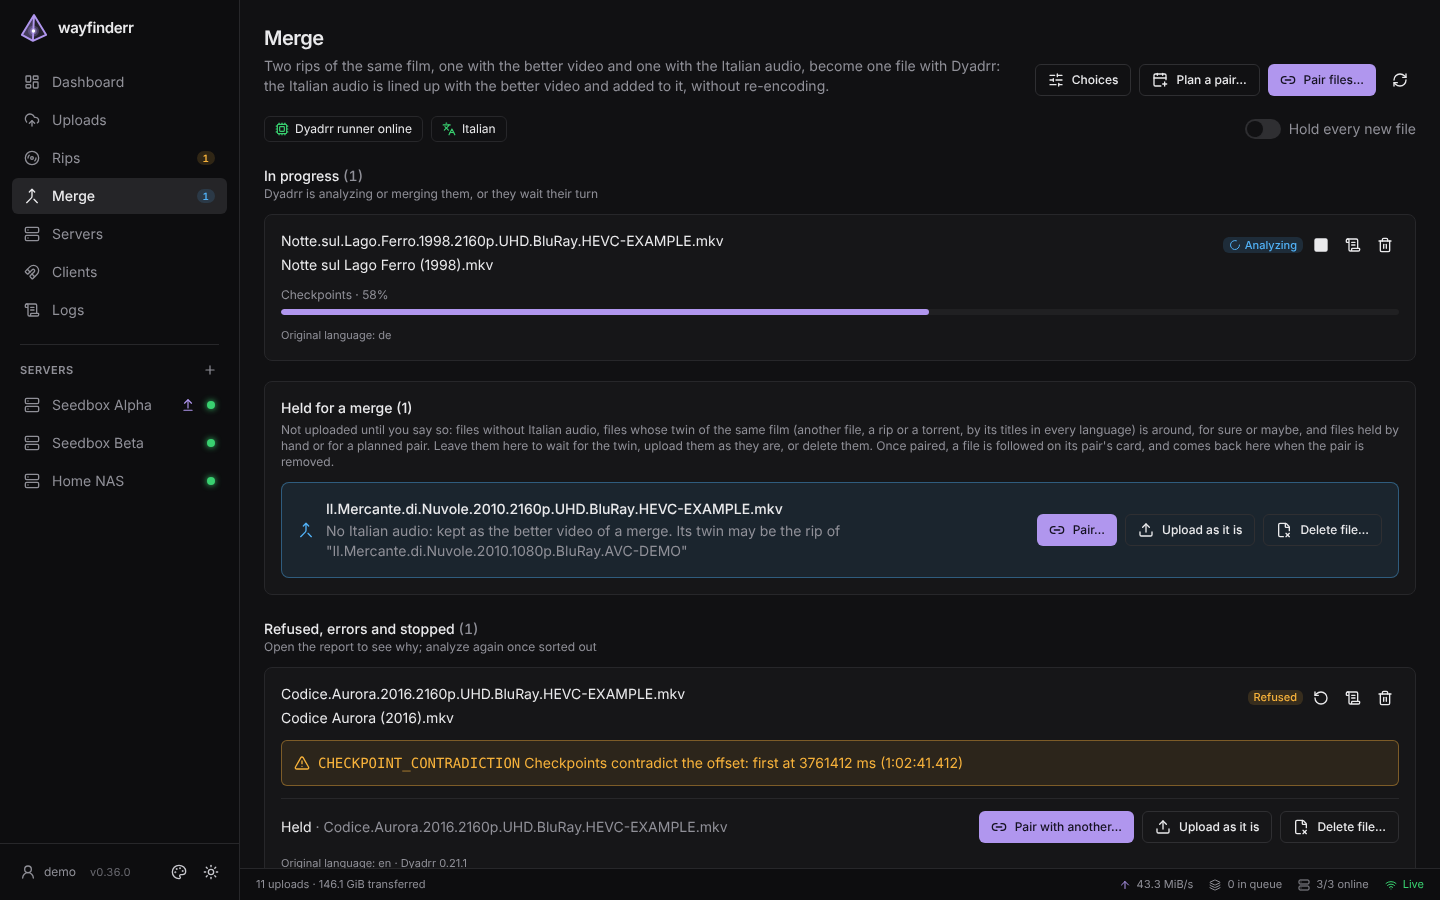 wayfinderr
Dashboard
Uploads
Rips 1
Merge 1
Servers
Clients
Logs
SERVERS
Seedbox Alpha
Seedbox Beta
Home NAS
demo v0.36.0
Merge
Two rips of the same film, one with the better video and one with the Italian audio, become one file with Dyadrr:
the Italian audio is lined up with the better video and added to it, without re-encoding.
Choices
Plan a pair...
Pair files...
Dyadrr runner online
Italian
Hold every new file
In progress (1)
Dyadrr is analyzing or merging them, or they wait their turn
Notte.sul.Lago.Ferro.1998.2160p.UHD.BluRay.HEVC-EXAMPLE.mkv
Analyzing
Notte sul Lago Ferro (1998).mkv
Checkpoints · 58%
Original language: de
Held for a merge (1)
Not uploaded until you say so: files without Italian audio, files whose twin of the same film (another file, a rip or a torrent, by its titles in every language) is around, for sure or maybe, and files held by
hand or for a planned pair. Leave them here to wait for the twin, upload them as they are, or delete them. Once paired, a file is followed on its pair's card, and comes back here when the pair is
removed.
Il.Mercante.di.Nuvole.2010.2160p.UHD.BluRay.HEVC-EXAMPLE.mkv
No Italian audio: kept as the better video of a merge. Its twin may be the rip of
"Il.Mercante.di.Nuvole.2010.1080p.BluRay.AVC-DEMO"
Pair...
Upload as it is
Delete file...
Refused, errors and stopped (1)
Open the report to see why; analyze again once sorted out
Codice.Aurora.2016.2160p.UHD.BluRay.HEVC-EXAMPLE.mkv
Refused
Codice Aurora (2016).mkv
CHECKPOINT_CONTRADICTION Checkpoints contradict the offset: first at 3761412 ms (1:02:41.412)
Held · Codice.Aurora.2016.2160p.UHD.BluRay.HEVC-EXAMPLE.mkv
Pair with another...
Upload as it is
Delete file...
Original language: en · Dyadrr 0.21.1
11 uploads · 146.1 GiB transferred
43.3 MiB/s
0 in queue
3/3 online
Live